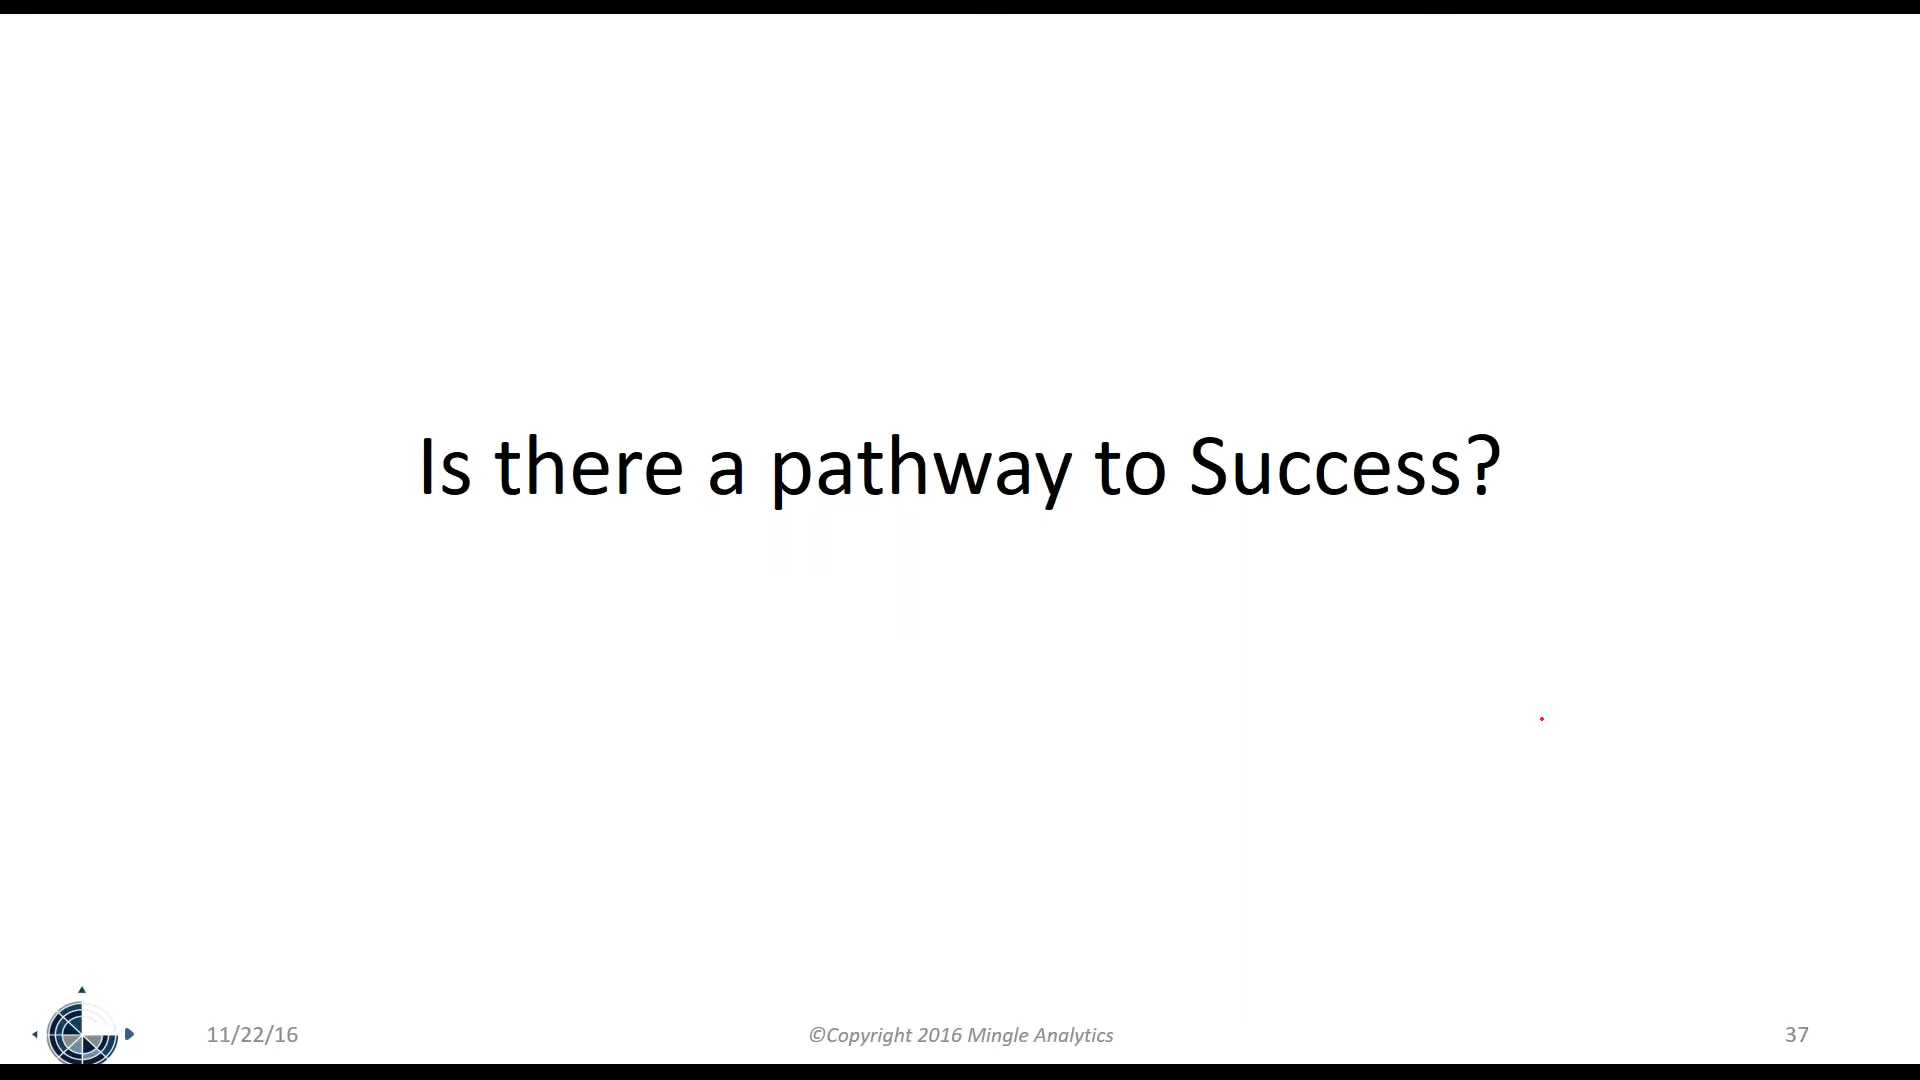 Is there a pathway to Success?
11/22/16
©Copyright 2016 Mingle Analytics
37